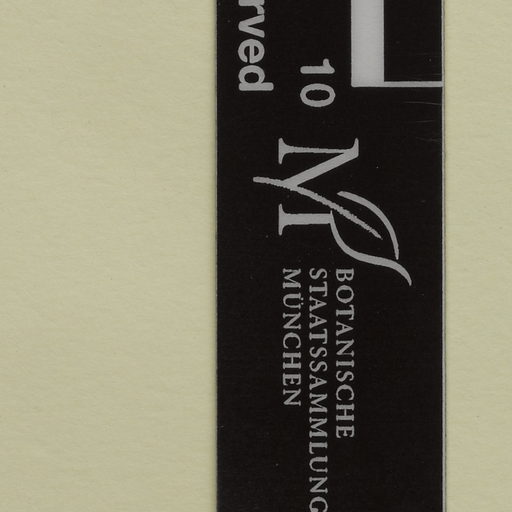 rved
10
BOTANISCHE
STAATSSAMMLUNG
MÜNCHEN